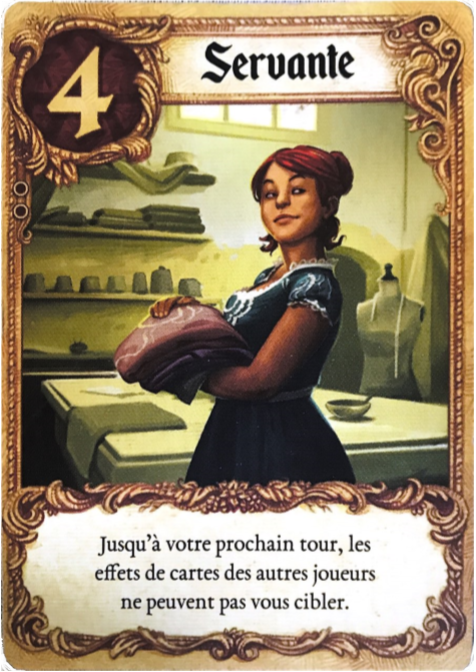 4
Servante
Jusqu'à votre prochain tour, les
effets de cartes des autres joueurs
ne peuvent pas vous cibler.